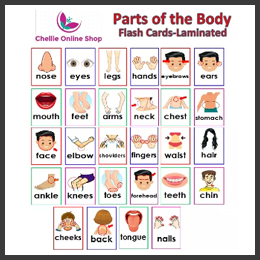 Chellie Online Shop
Parts of the Body
Flash Cards-Laminated
nose eyes legs hands eyebrows ears
mouth feet arms neck chest stomach
face elbow shoulders fingers waist hair
ankle knees toes forehead teeth chin
cheeks back tongue nails